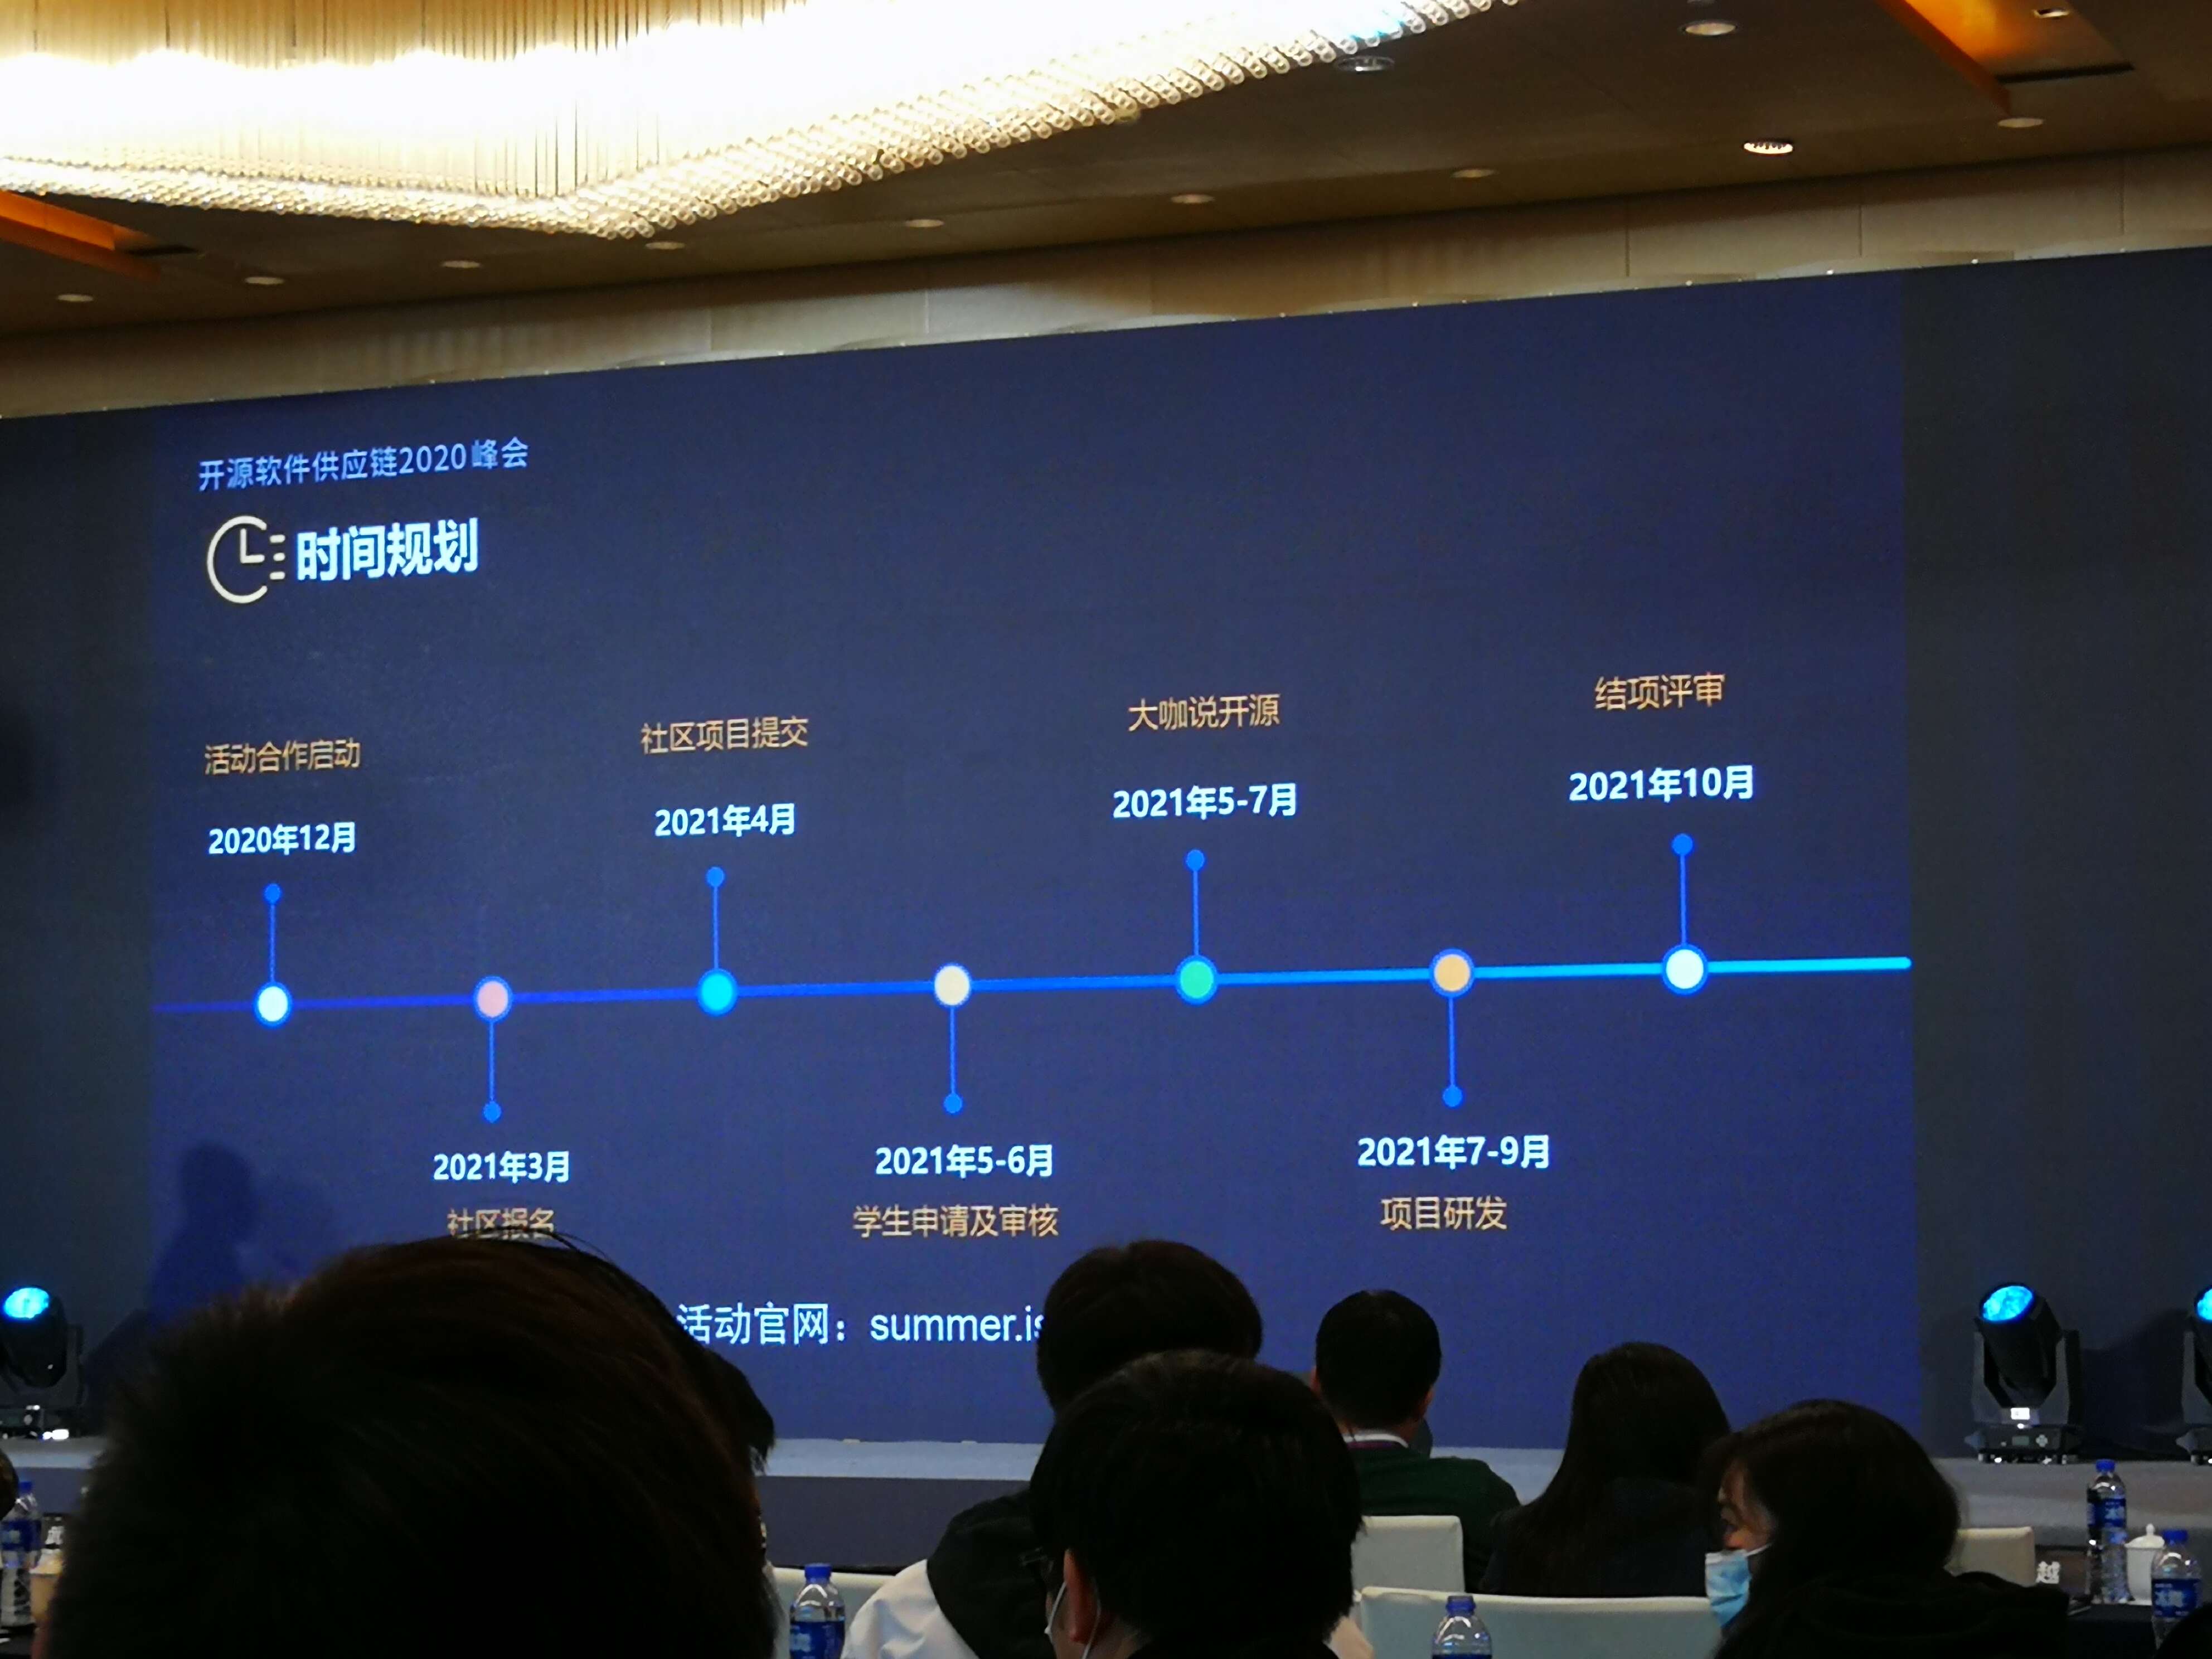 开源软件供应链2020峰会
时间规划
活动合作启动
2020年12月
社区项目提交
2021年4月
大咖说开源
2021年5-7月
结项评审
2021年10月
2021年3月
社区报名
2021年5-6月
学生申请及审核
2021年7-9月
项目研发
活动官网：summer.is
越